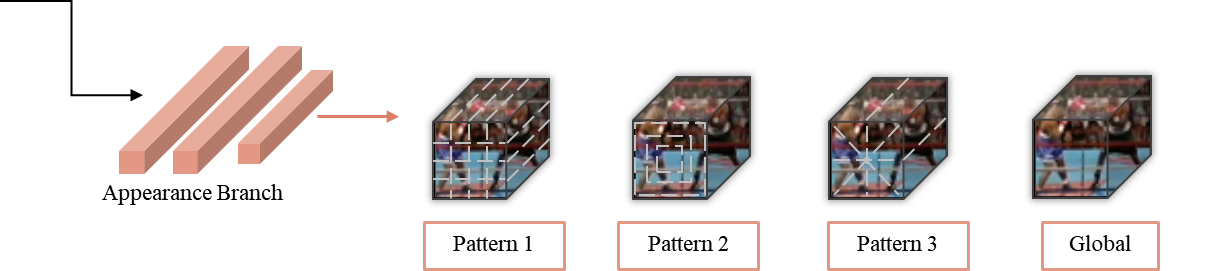 Appearance Branch
Pattern 1
Pattern 2
Pattern 3
Global